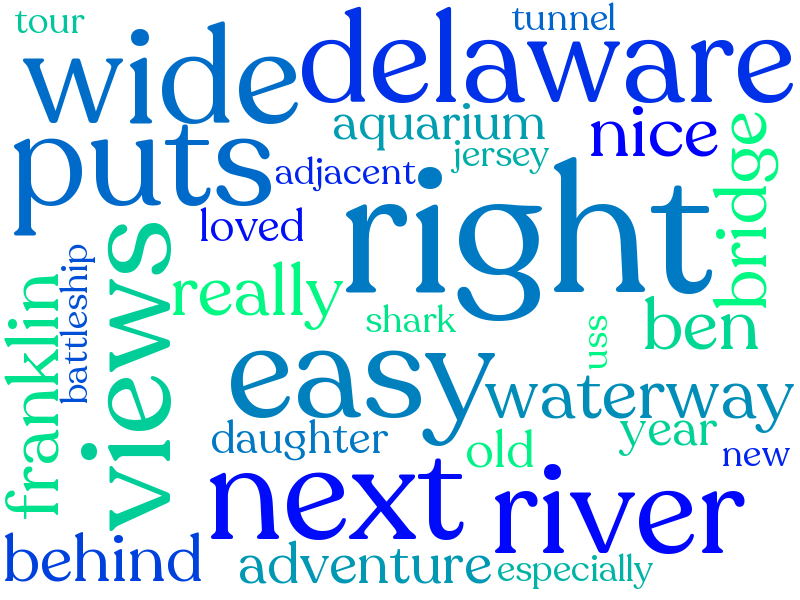 tour
tunnel
wide
delaware
aquarium
nice
puts
jersey
adjacent
bridge
right
loved
views
really
battleship
franklin
shark
uss
ben
easy
waterway
daughter
year
old
new
next
river
behind
adventure
especially